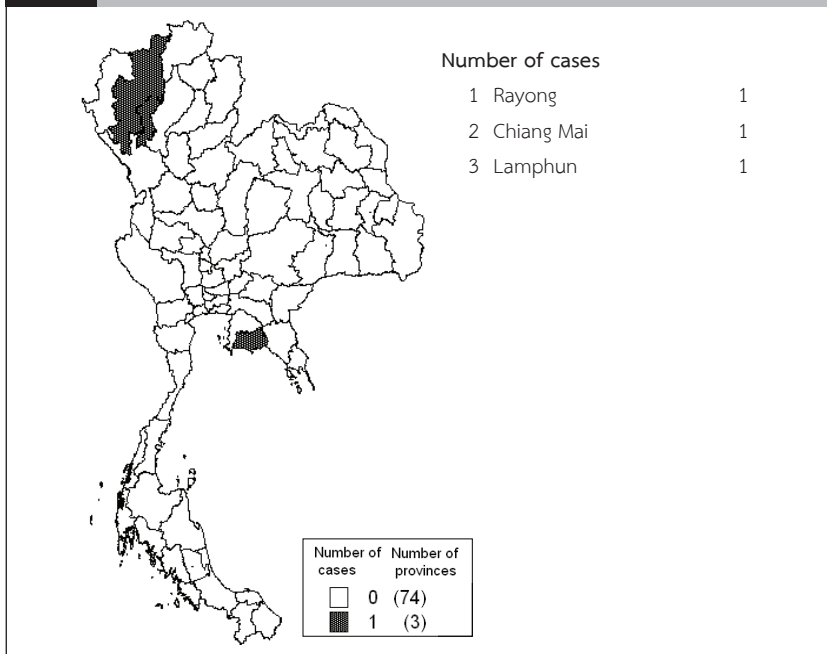 Number of cases
1 Rayong 1
2 Chiang Mai 1
3 Lamphun 1
Number of cases Number of provinces
0 (74)
1 (3)